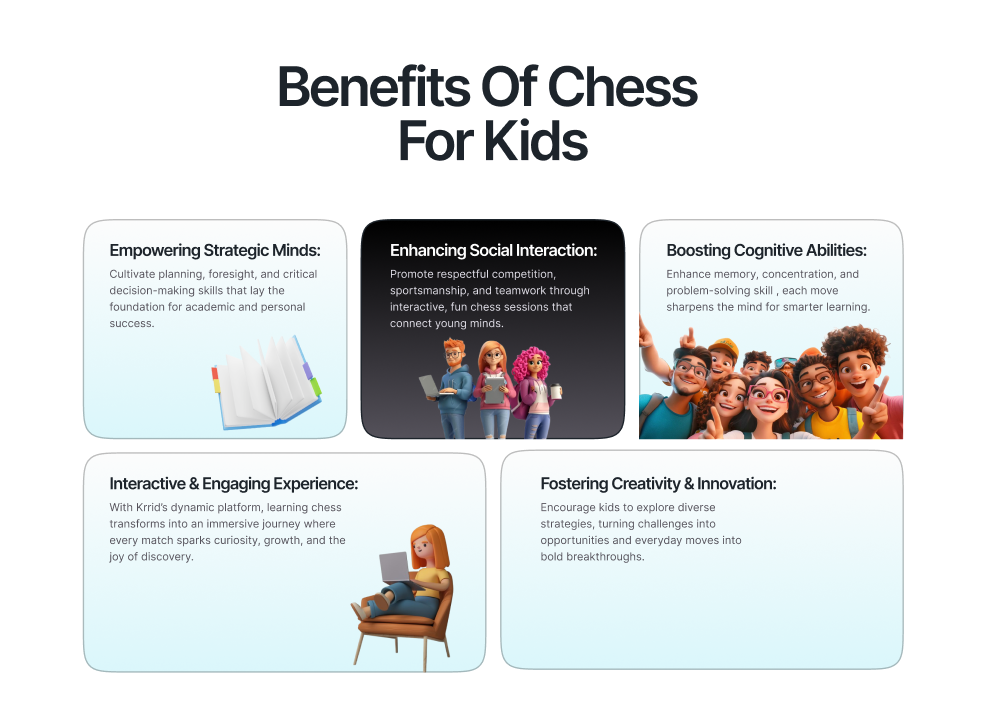 Benefits Of Chess
For Kids
Empowering Strategic Minds:
Cultivate planning, foresight, and critical
decision-making skills that lay the
foundation for academic and personal
success.
Enhancing Social Interaction:
Promote respectful competition,
sportsmanship, and teamwork through
interactive, fun chess sessions that
connect young minds.
Boosting Cognitive Abilities:
Enhance memory, concentration, and
problem-solving skill , each move
sharpens the mind for smarter learning.
Interactive & Engaging Experience:
With Krrid's dynamic platform, learning chess
transforms into an immersive journey where
every match sparks curiosity, growth, and the
joy of discovery.
Fostering Creativity & Innovation:
Encourage kids to explore diverse
strategies, turning challenges into
opportunities and everyday moves into
bold breakthroughs.